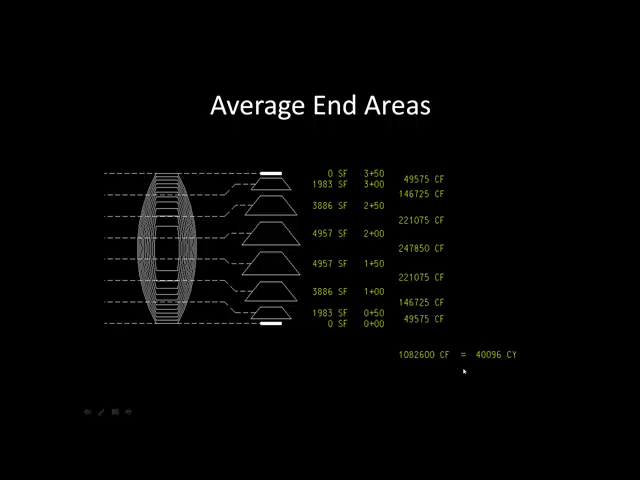 Average End Areas
0 SF 3+50
49575 CF
1983 SF 3+00
146725 CF
3886 SF 2+50
221075 CF
4957 SF 2+00
247850 CF
4957 SF 1+50
221075 CF
3886 SF 1+00
146725 CF
1983 SF 0+50
49575 CF
0 SF 0+00
1082600 CF = 40096 CY